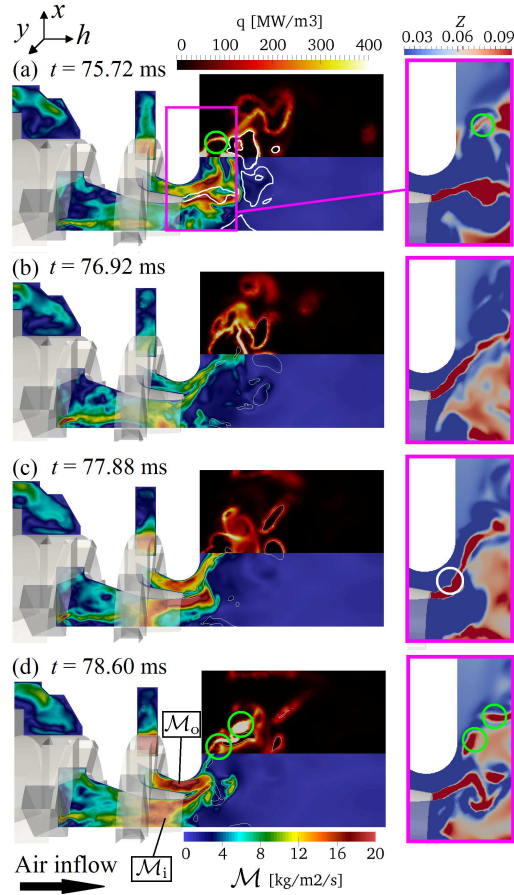 x
y
h
q [MW/m3]
0 100 200 300 400
Z
0.03 0.06 0.09
(a) t = 75.72 ms
(b) t = 76.92 ms
(c) t = 77.88 ms
(d) t = 78.60 ms
ℳo
ℳi
0 4 8 12 16 20
ℳ [kg/m2/s]
Air inflow